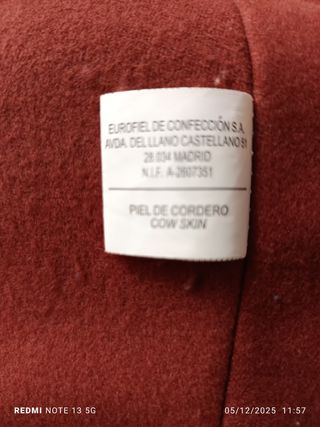 EUROFIEL DE CONFECCIÓN S.A.
AVDA. DEL LLANO CASTELLANO 51
28.034 MADRID
N.I.F. A-2807351
PIEL DE CORDERO
COW SKIN
REDMI NOTE 13 5G
05/12/2025 11:57